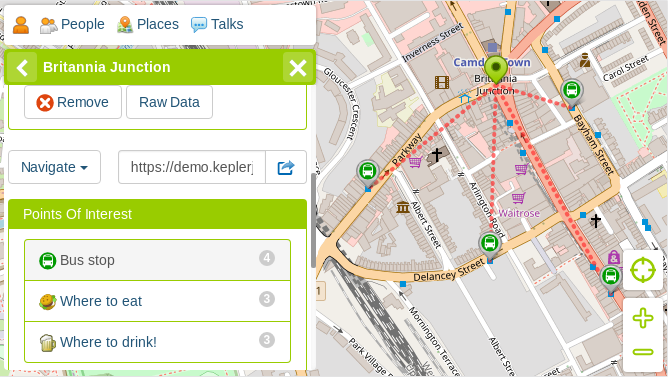 People Places Talks
Britannia Junction
Remove Raw Data
Navigate https://demo.kepler.
Points Of Interest
Bus stop 4
Where to eat 3
Where to drink! 3
Inverness Street
Gloucester Crescent
Parkway
Camden Town
Britannia
Junction
Carol Street
Bayham Street
Arlington Road
Albert Street
Waitrose
Delancey Street
Mornington Terrace
Albert Street
Park Village
1